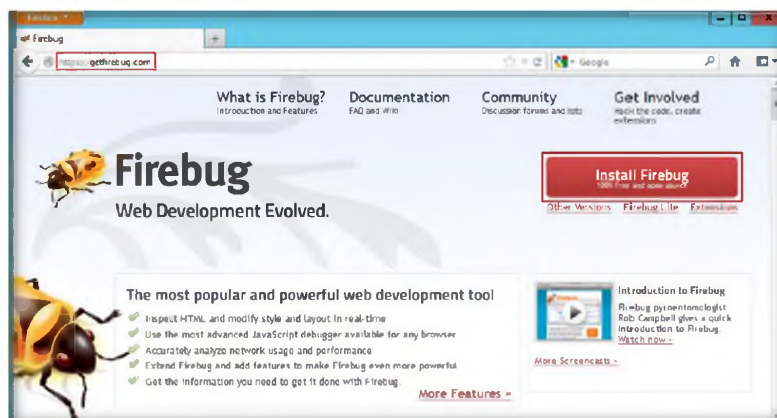 Firefox
Firebug
getfirebug.com
Google
What is Firebug?
Introduction and Features
Documentation
FAQ and Wiki
Community
Discussion forums and lists
Get Involved
Hack the code, create
extensions
Firebug
Web Development Evolved.
Install Firebug
100% free and open source
Other Versions Firebug Lite Extensions
The most popular and powerful web development tool
Inspect HTML and modify style and layout in real-time
Use the most advanced JavaScript debugger available for any browser
Accurately analyze network usage and performance
Extend Firebug and add features to make Firebug even more powerful
Get the information you need to get it done with Firebug.
More Features »
Introduction to Firebug
Firebug pyroentomologist
Rob Campbell gives a quick
introduction to Firebug.
Watch now »
More Screencasts »